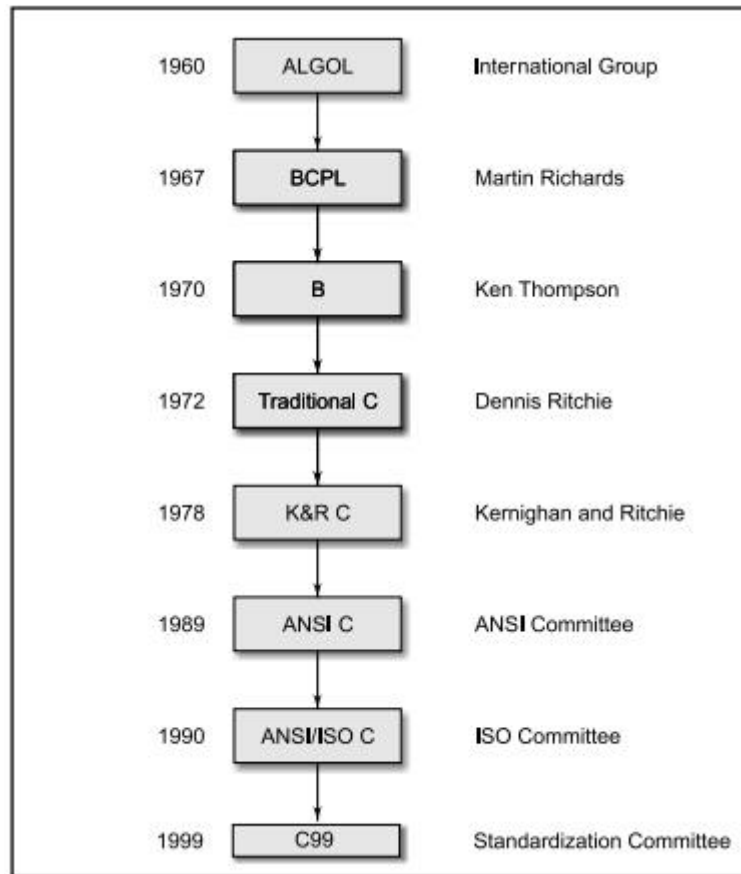 1960 ALGOL International Group
1967 BCPL Martin Richards
1970 B Ken Thompson
1972 Traditional C Dennis Ritchie
1978 K&R C Kernighan and Ritchie
1989 ANSI C ANSI Committee
1990 ANSI/ISO C ISO Committee
1999 C99 Standardization Committee